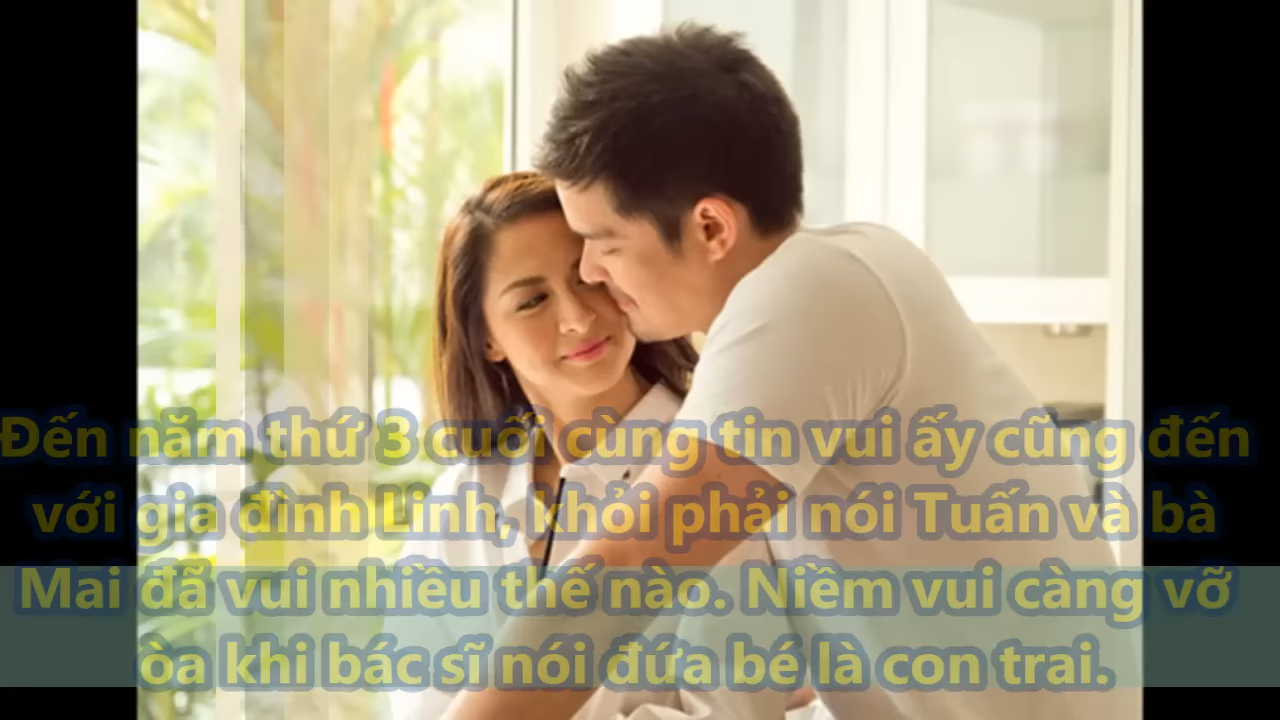 Đến năm thứ 3 cuối cùng tin vui ấy cũng đến
với gia đình Linh, khỏi phải nói Tuấn và bà
Mai đã vui nhiều thế nào. Niềm vui càng vỡ
òa khi bác sĩ nói đứa bé là con trai.